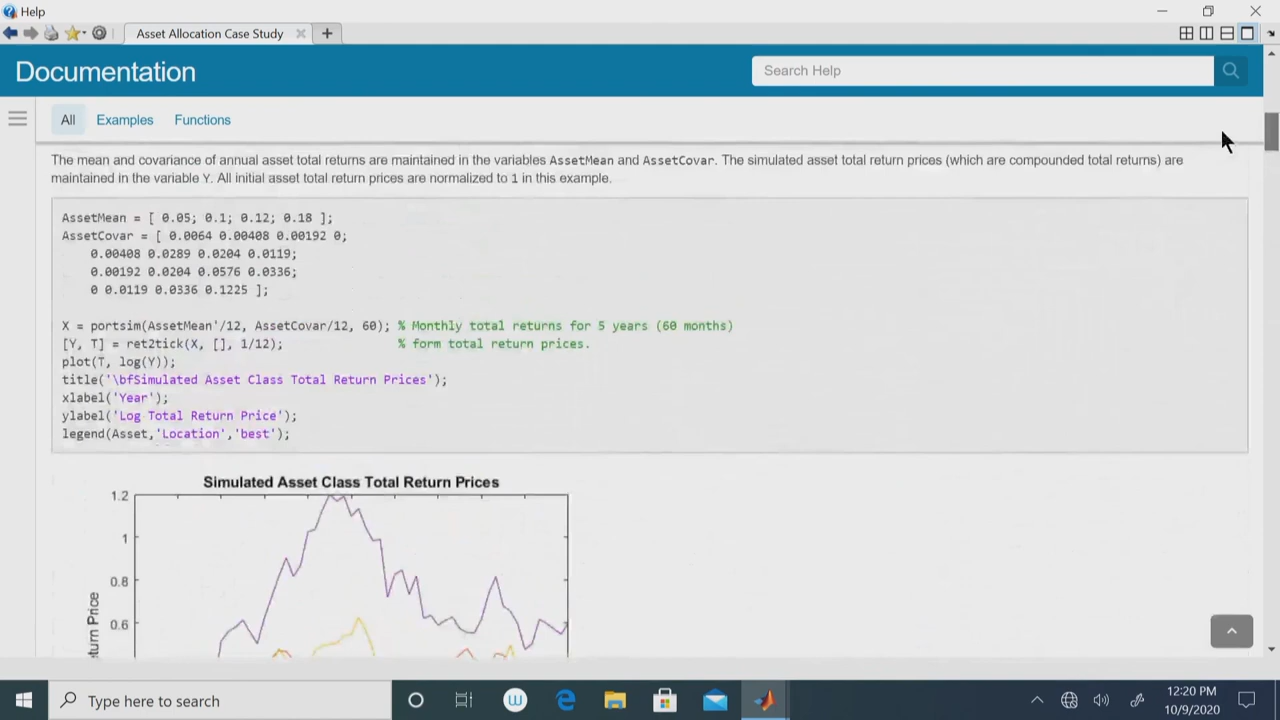 Help
Asset Allocation Case Study
Documentation
Search Help
All Examples Functions
The mean and covariance of annual asset total returns are maintained in the variables AssetMean and AssetCovar. The simulated asset total return prices (which are compounded total returns) are
maintained in the variable Y. All initial asset total return prices are normalized to 1 in this example.
AssetMean = [ 0.05; 0.1; 0.12; 0.18 ];
AssetCovar = [ 0.0064 0.00408 0.00192 0;
0.00408 0.0289 0.0204 0.0119;
0.00192 0.0204 0.0576 0.0336;
0 0.0119 0.0336 0.1225 ];
X = portsim(AssetMean'/12, AssetCovar/12, 60); % Monthly total returns for 5 years (60 months)
[Y, T] = ret2tick(X, [], 1/12); % form total return prices.
plot(T, log(Y));
title('\bfSimulated Asset Class Total Return Prices');
xlabel('Year');
ylabel('Log Total Return Price');
legend(Asset,'Location','best');
Simulated Asset Class Total Return Prices
1.2
1
0.8
0.6
turn Price
Type here to search
12:20 PM
10/9/2020